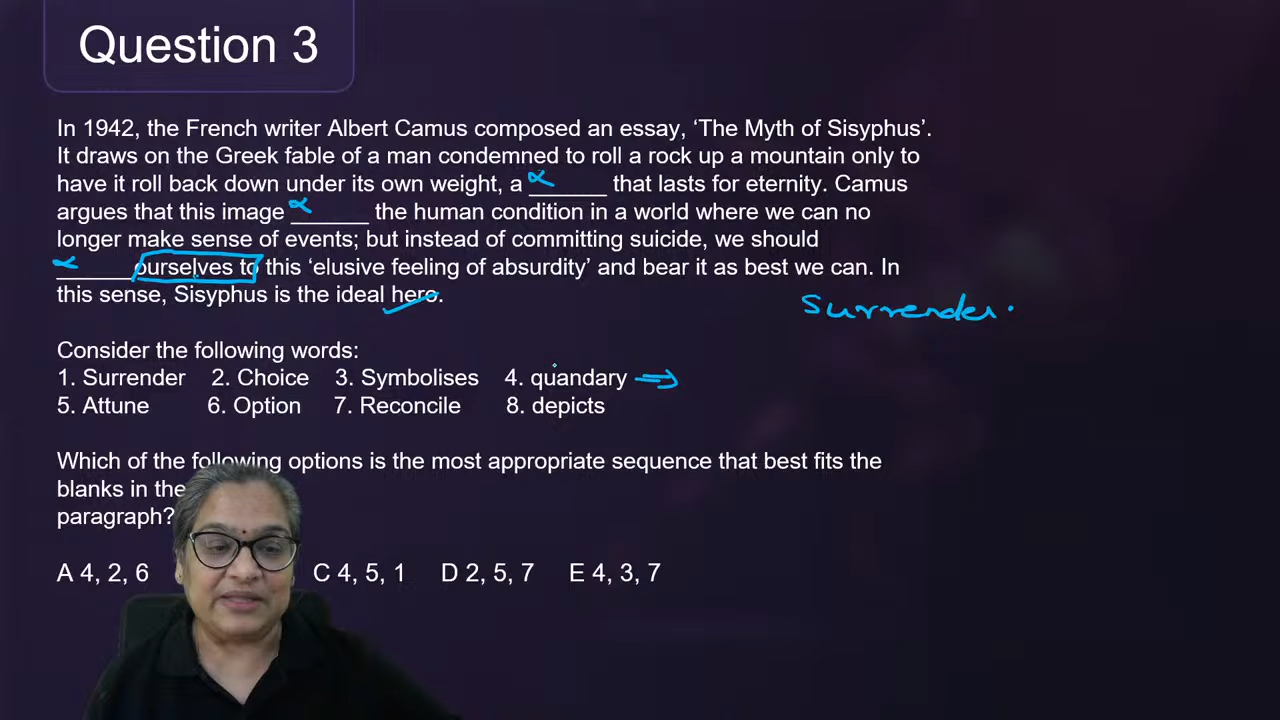 Question 3
In 1942, the French writer Albert Camus composed an essay, ‘The Myth of Sisyphus’.
It draws on the Greek fable of a man condemned to roll a rock up a mountain only to
have it roll back down under its own weight, a ______ that lasts for eternity. Camus
argues that this image ______ the human condition in a world where we can no
longer make sense of events; but instead of committing suicide, we should
______ ourselves to this ‘elusive feeling of absurdity’ and bear it as best we can. In
this sense, Sisyphus is the ideal hero.
Surrender.
Consider the following words:
1. Surrender 2. Choice 3. Symbolises 4. quandary
5. Attune 6. Option 7. Reconcile 8. depicts
Which of the following options is the most appropriate sequence that best fits the
blanks in the
paragraph?
A 4, 2, 6 C 4, 5, 1 D 2, 5, 7 E 4, 3, 7